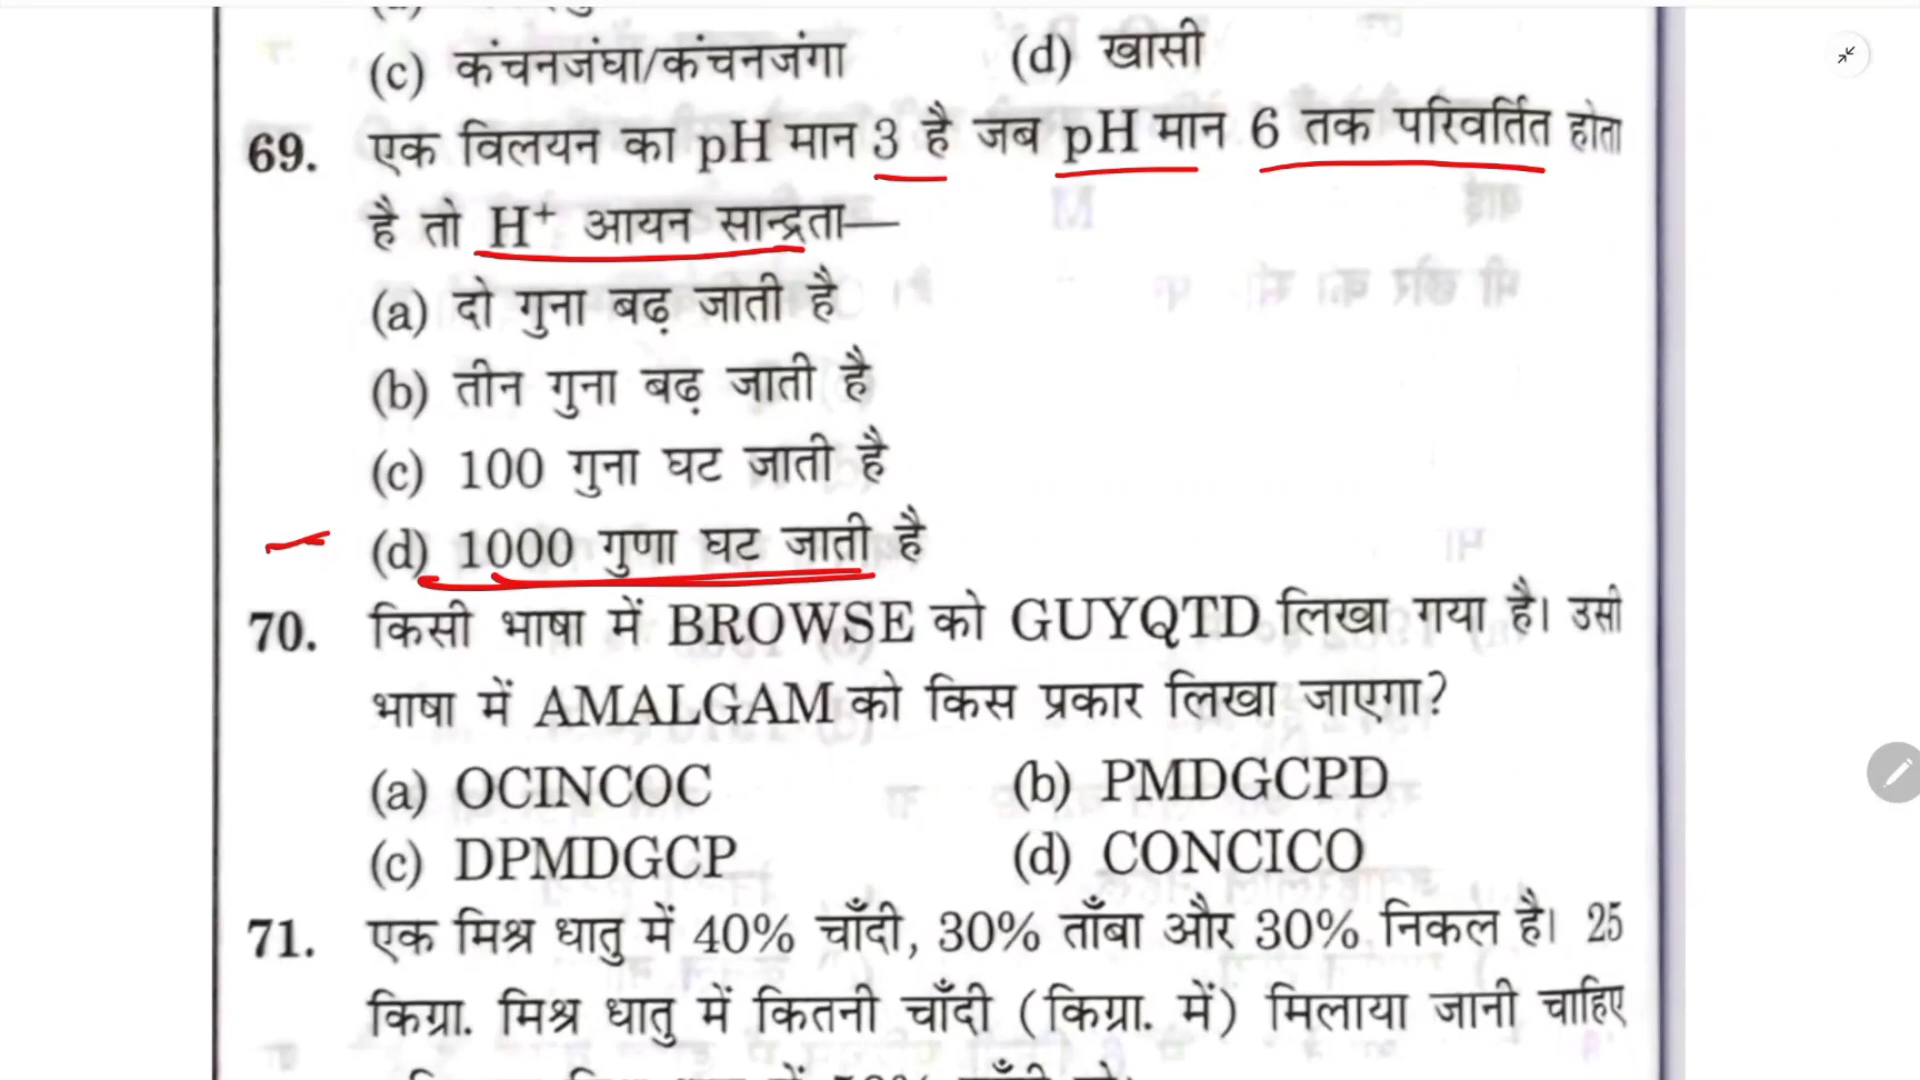 (c) कंचनजंघा/कंचनजंगा (d) खासी
69. एक विलयन का pH मान 3 है जब pH मान 6 तक परिवर्तित होता
है तो H⁺ आयन सान्द्रता—
(a) दो गुना बढ़ जाती है
(b) तीन गुना बढ़ जाती है
(c) 100 गुना घट जाती है
(d) 1000 गुणा घट जाती है
70. किसी भाषा में BROWSE को GUYQTD लिखा गया है। उसी
भाषा में AMALGAM को किस प्रकार लिखा जाएगा?
(a) OCINCOC (b) PMDGCPD
(c) DPMDGCP (d) CONCICO
71. एक मिश्र धातु में 40% चाँदी, 30% ताँबा और 30% निकल है। 25
किग्रा. मिश्र धातु में कितनी चाँदी (किग्रा. में) मिलाया जानी चाहिए